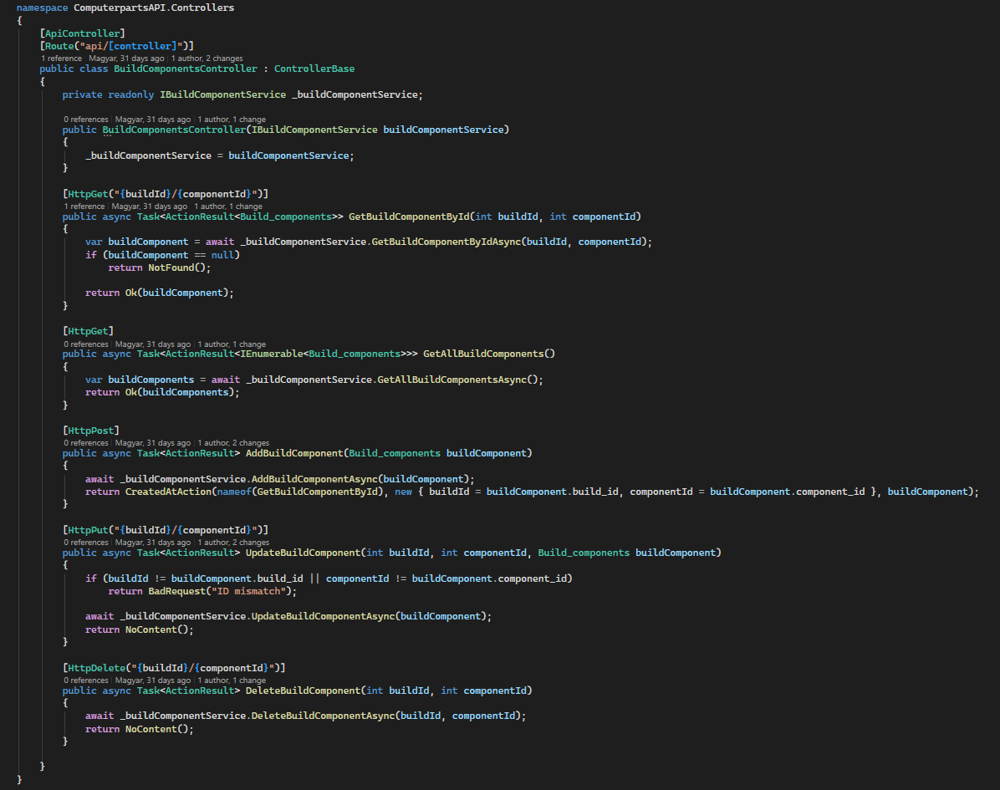 namespace ComputerpartsAPI.Controllers
{
[ApiController]
[Route("api/[controller]")]
1 reference | Magyar, 31 days ago | 1 author, 2 changes
public class BuildComponentsController : ControllerBase
{
private readonly IBuildComponentService _buildComponentService;
0 references | Magyar, 31 days ago | 1 author, 1 change
public BuildComponentsController(IBuildComponentService buildComponentService)
{
_buildComponentService = buildComponentService;
}
[HttpGet("{buildId}/{componentId}")]
1 reference | Magyar, 31 days ago 1 author, 1 change
public async Task<ActionResult<Build_components>> GetBuildComponentById(int buildId, int componentId)
{
var buildComponent = await _buildComponentService.GetBuildComponentByIdAsync(buildId, componentId);
if (buildComponent == null)
return NotFound();
return Ok(buildComponent);
}
[HttpGet]
0 references | Magyar, 31 days ago | 1 author, 1 change
public async Task<ActionResult<IEnumerable<Build_components>>> GetAllBuildComponents()
{
var buildComponents = await _buildComponentService.GetAllBuildComponentsAsync();
return Ok(buildComponents);
}
[HttpPost]
0 references | Magyar, 31 days ago | 1 author, 2 changes
public async Task<ActionResult> AddBuildComponent(Build_components buildComponent)
{
await _buildComponentService.AddBuildComponentAsync(buildComponent);
return CreatedAtAction(nameof(GetBuildComponentById), new { buildId = buildComponent.build_id, componentId = buildComponent.component_id }, buildComponent);
}
[HttpPut("{buildId}/{componentId}")]
0 references | Magyar, 31 days ago | 1 author, 2 changes
public async Task<ActionResult> UpdateBuildComponent(int buildId, int componentId, Build_components buildComponent)
{
if (buildId != buildComponent.build_id || componentId != buildComponent.component_id)
return BadRequest("ID mismatch");
await _buildComponentService.UpdateBuildComponentAsync(buildComponent);
return NoContent();
}
[HttpDelete("{buildId}/{componentId}")]
0 references | Magyar, 31 days ago | 1 author, 1 change
public async Task<ActionResult> DeleteBuildComponent(int buildId, int componentId)
{
await _buildComponentService.DeleteBuildComponentAsync(buildId, componentId);
return NoContent();
}
}
}